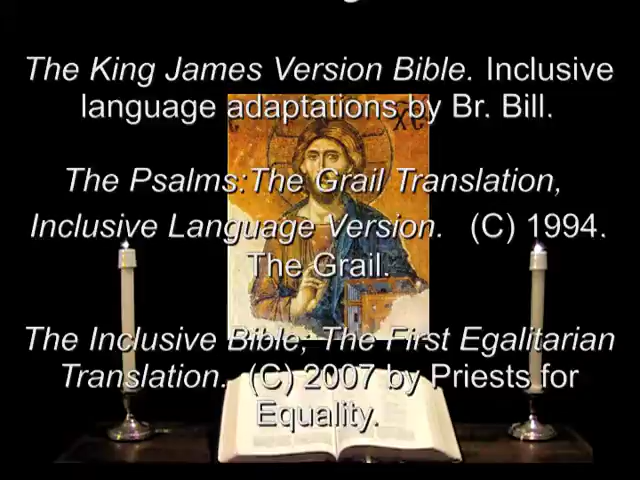 The King James Version Bible. Inclusive
language adaptations by Br. Bill.
The Psalms:The Grail Translation,
Inclusive Language Version. (C) 1994.
The Grail.
The Inclusive Bible; The First Egalitarian
Translation. (C) 2007 by Priests for
Equality.